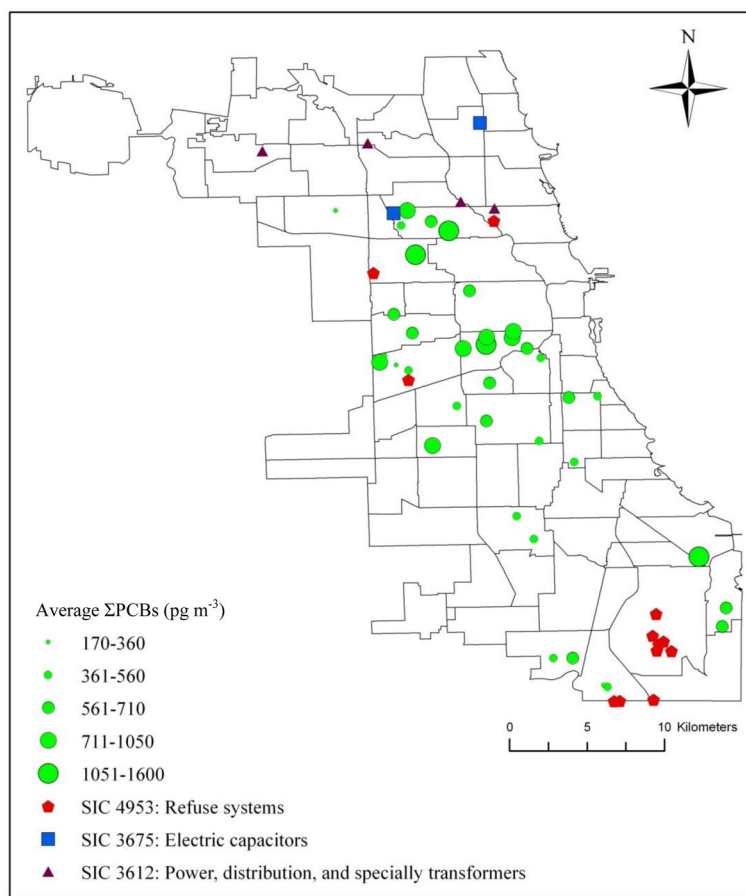 N
Average ΣPCBs (pg m⁻³)
170-360
361-560
561-710
711-1050
1051-1600
SIC 4953: Refuse systems
SIC 3675: Electric capacitors
SIC 3612: Power, distribution, and specially transformers
0 5 10 Kilometers